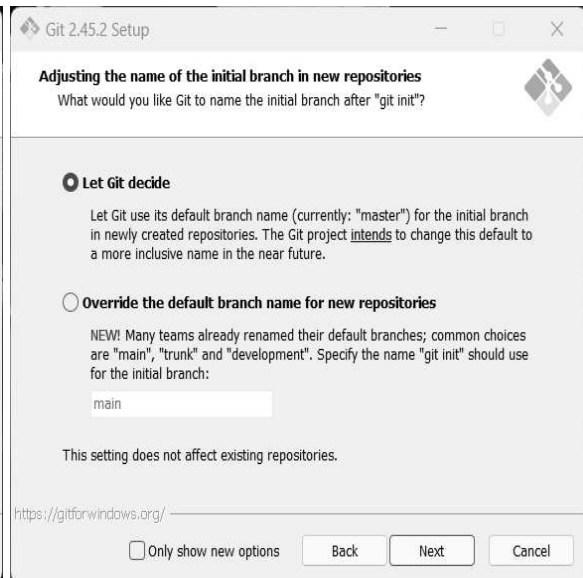 Git 2.45.2 Setup
Adjusting the name of the initial branch in new repositories
What would you like Git to name the initial branch after "git init"?
Let Git decide
Let Git use its default branch name (currently: "master") for the initial branch
in newly created repositories. The Git project intends to change this default to
a more inclusive name in the near future.
Override the default branch name for new repositories
NEW! Many teams already renamed their default branches; common choices
are "main", "trunk" and "development". Specify the name "git init" should use
for the initial branch:
main
This setting does not affect existing repositories.
https://gitforwindows.org/
Only show new options
Back
Next
Cancel